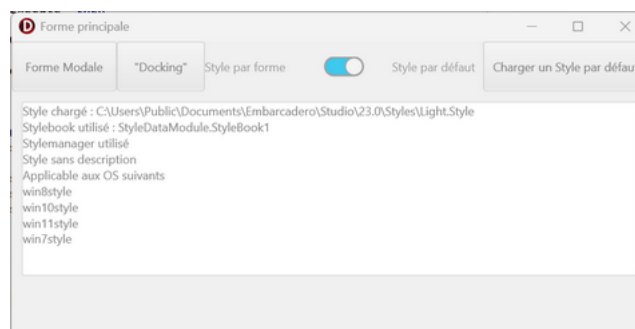 Forme principale
Forme Modale
"Docking"
Style par forme
Style par défaut
Charger un Style par défau
Style chargé : C:\Users\Public\Documents\Embarcadero\Studio\23.0\Styles\Light.Style
Stylebook utilisé : StyleDataModule.StyleBook1
Stylemanager utilisé
Style sans description
Applicable aux OS suivants
win8style
win10style
win11style
win7style